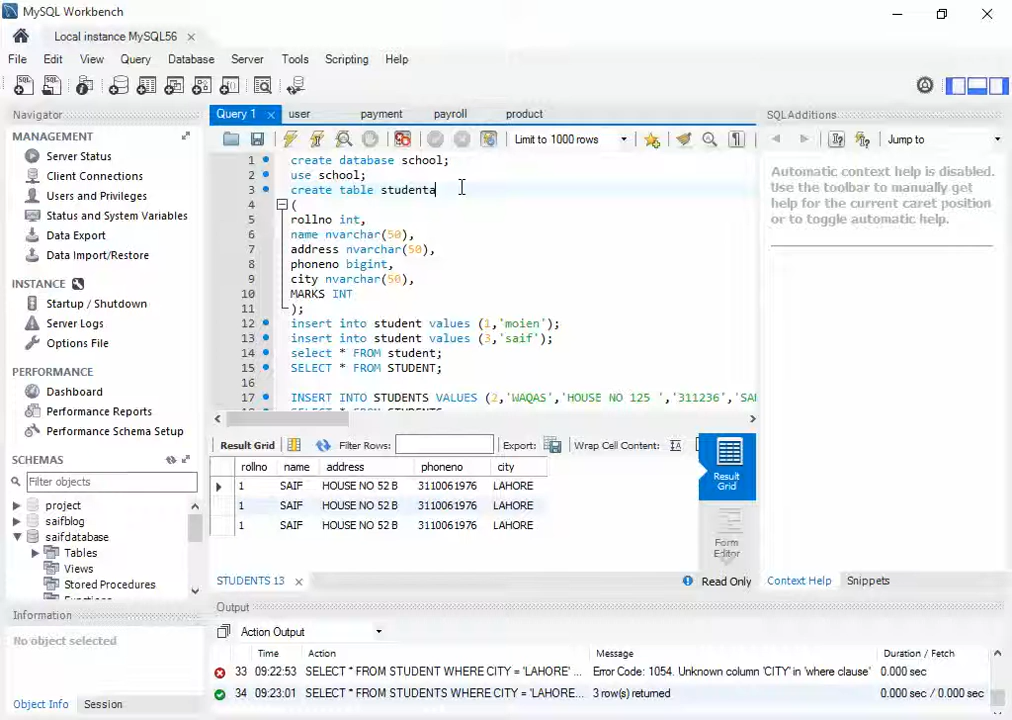 MySQL Workbench
Local instance MySQL56
File Edit View Query Database Server Tools Scripting Help
Navigator
MANAGEMENT
Server Status
Client Connections
Users and Privileges
Status and System Variables
Data Export
Data Import/Restore
INSTANCE
Startup / Shutdown
Server Logs
Options File
PERFORMANCE
Dashboard
Performance Reports
Performance Schema Setup
SCHEMAS
Filter objects
project
saifblog
saifdatabase
Tables
Views
Stored Procedures
Information
No object selected
Object Info Session
Query 1 user payment payroll product
Limit to 1000 rows
1 create database school;
2 use school;
3 create table studenta
4 (
5 rollno int,
6 name nvarchar(50),
7 address nvarchar(50),
8 phoneno bigint,
9 city nvarchar(50),
10 MARKS INT
11 );
12 insert into student values (1,'moien');
13 insert into student values (3,'saif');
14 select * FROM student;
15 SELECT * FROM STUDENT;
16
17 INSERT INTO STUDENTS VALUES (2,'WAQAS','HOUSE NO 125 ','311236','SA
18 SELECT * FROM STUDENTS
Result Grid Filter Rows: Export: Wrap Cell Content:
rollno name address phoneno city
1 SAIF HOUSE NO 52 B 3110061976 LAHORE
1 SAIF HOUSE NO 52 B 3110061976 LAHORE
1 SAIF HOUSE NO 52 B 3110061976 LAHORE
Result
Grid
Form
Editor
STUDENTS 13
Read Only
SQLAdditions
Jump to
Automatic context help is disabled.
Use the toolbar to manually get
help for the current caret position
or to toggle automatic help.
Context Help Snippets
Output
Action Output
Time Action Message Duration / Fetch
33 09:22:53 SELECT * FROM STUDENT WHERE CITY = 'LAHORE' ... Error Code: 1054. Unknown column 'CITY' in 'where clause' 0.000 sec
34 09:23:01 SELECT * FROM STUDENTS WHERE CITY = 'LAHORE... 3 row(s) returned 0.000 sec / 0.000 sec